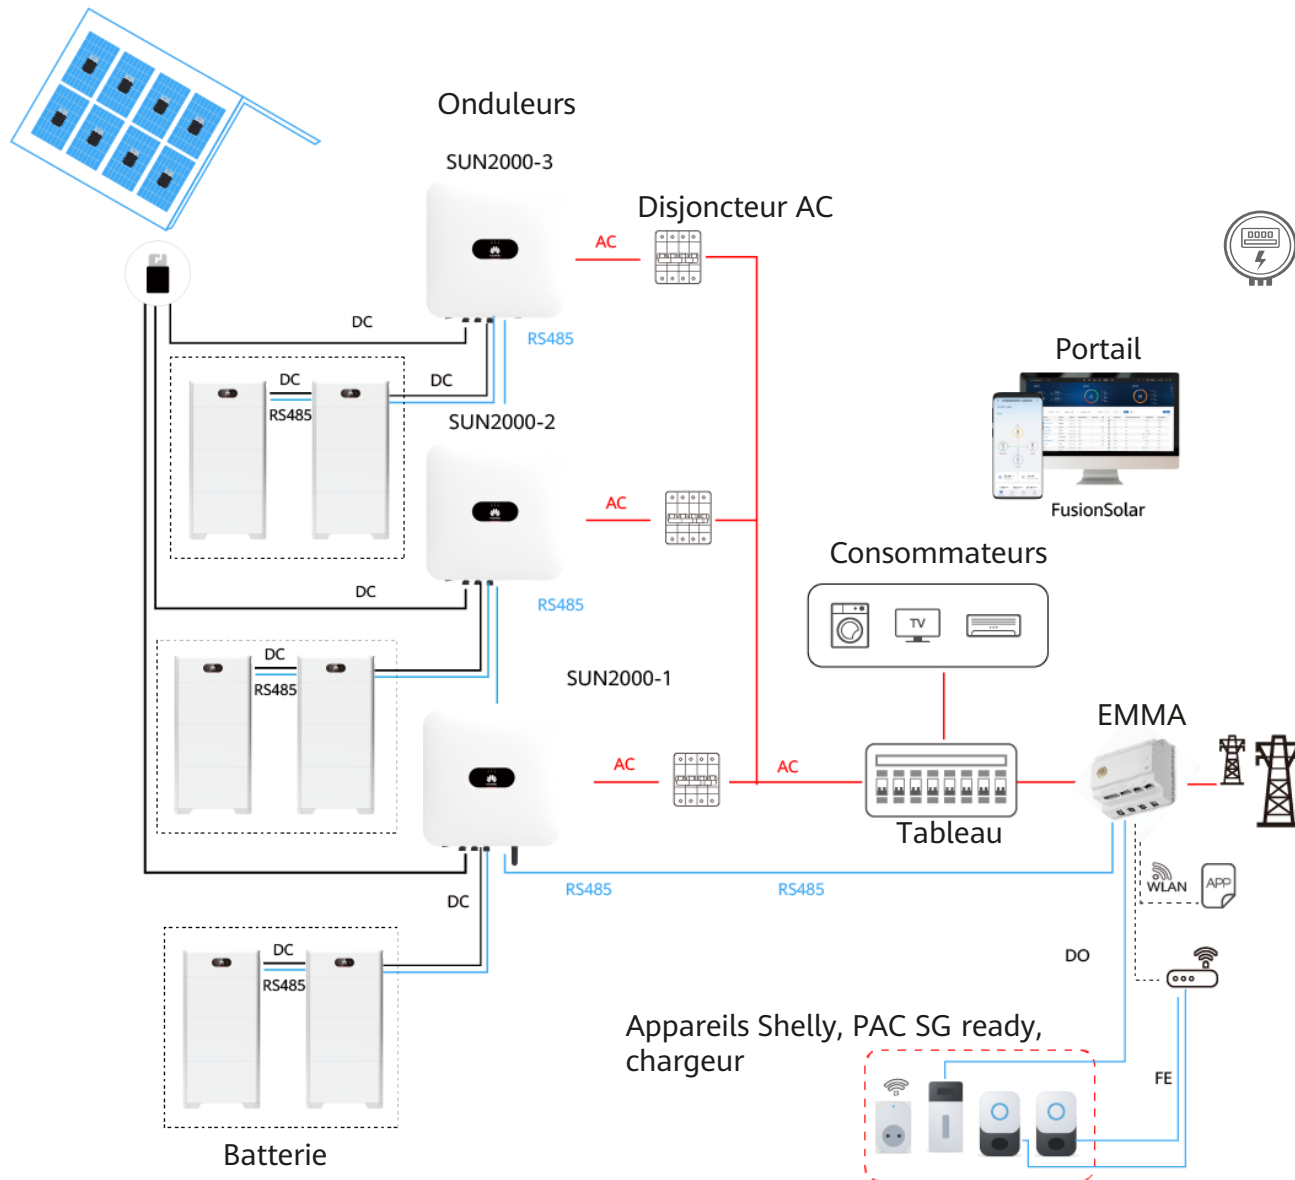 Onduleurs
SUN2000-3
Disjoncteur AC
AC
DC
RS485
Portail
DC
DC
RS485
SUN2000-2
AC
FusionSolar
Consommateurs
TV
DC
RS485
DC
RS485
SUN2000-1
EMMA
AC
AC
Tableau
RS485
RS485
WLAN
APP
DC
DC
RS485
DO
Appareils Shelly, PAC SG ready,
chargeur
FE
Batterie